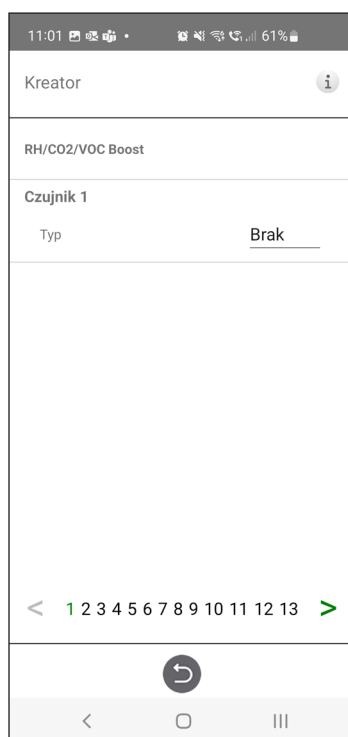 11:01 61%
Kreator i
RH/CO2/VOC Boost
Czujnik 1
Typ Brak
< 1 2 3 4 5 6 7 8 9 10 11 12 13 >